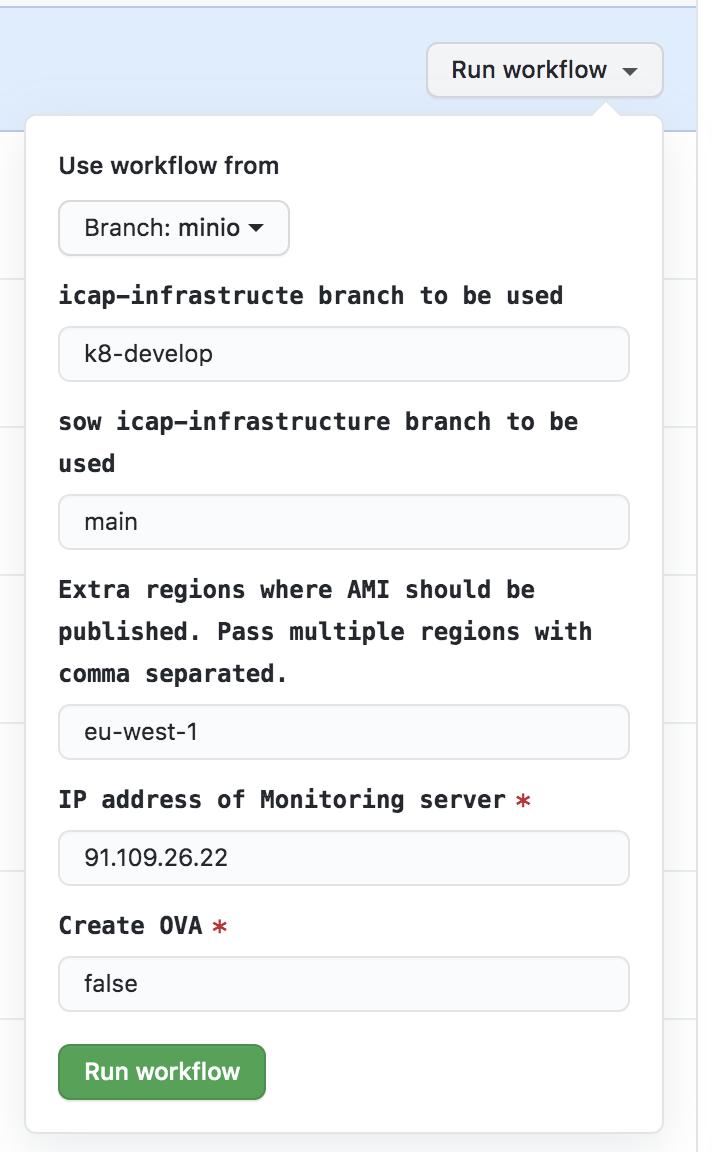 Run workflow
Use workflow from
Branch: minio
icap-infrastructe branch to be used
k8-develop
sow icap-infrastructure branch to be
used
main
Extra regions where AMI should be
published. Pass multiple regions with
comma separated.
eu-west-1
IP address of Monitoring server *
91.109.26.22
Create OVA *
false
Run workflow